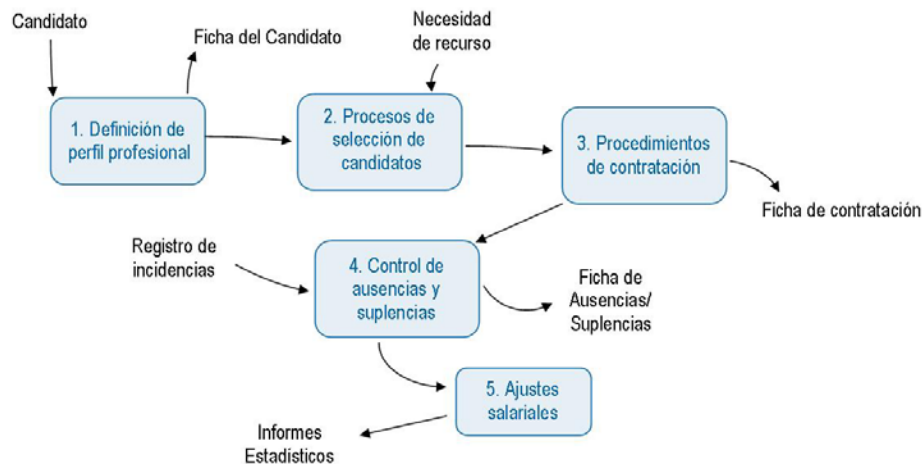 Candidato
Ficha del Candidato
Necesidad
de recurso
1. Definición de
perfil profesional
2. Procesos de
selección de
candidatos
3. Procedimientos
de contratación
Ficha de contratación
Registro de
incidencias
4. Control de
ausencias y
suplencias
Ficha de
Ausencias/
Suplencias
5. Ajustes
salariales
Informes
Estadísticos